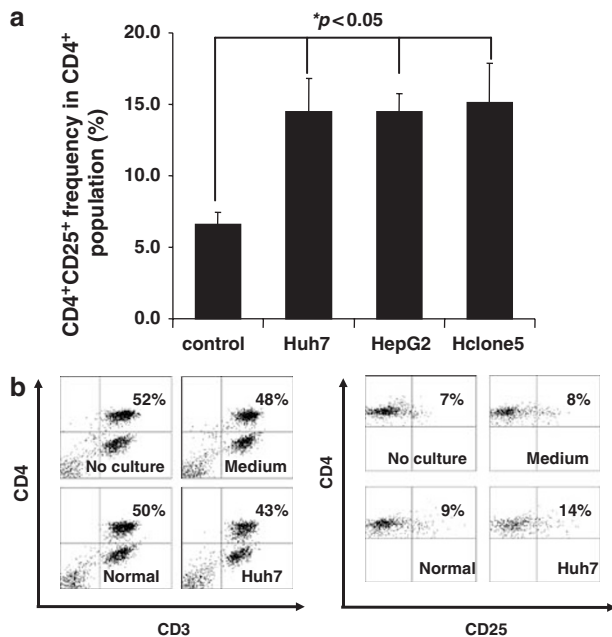 a
*p<0.05
CD4⁺CD25⁺ frequency in CD4⁺
population (%)
20.0
15.0
10.0
5.0
0.0
control Huh7 HepG2 Hclone5
b
CD4
52% 48%
No culture Medium
50% 43%
Normal Huh7
CD3
CD4
7% 8%
No culture Medium
9% 14%
Normal Huh7
CD25